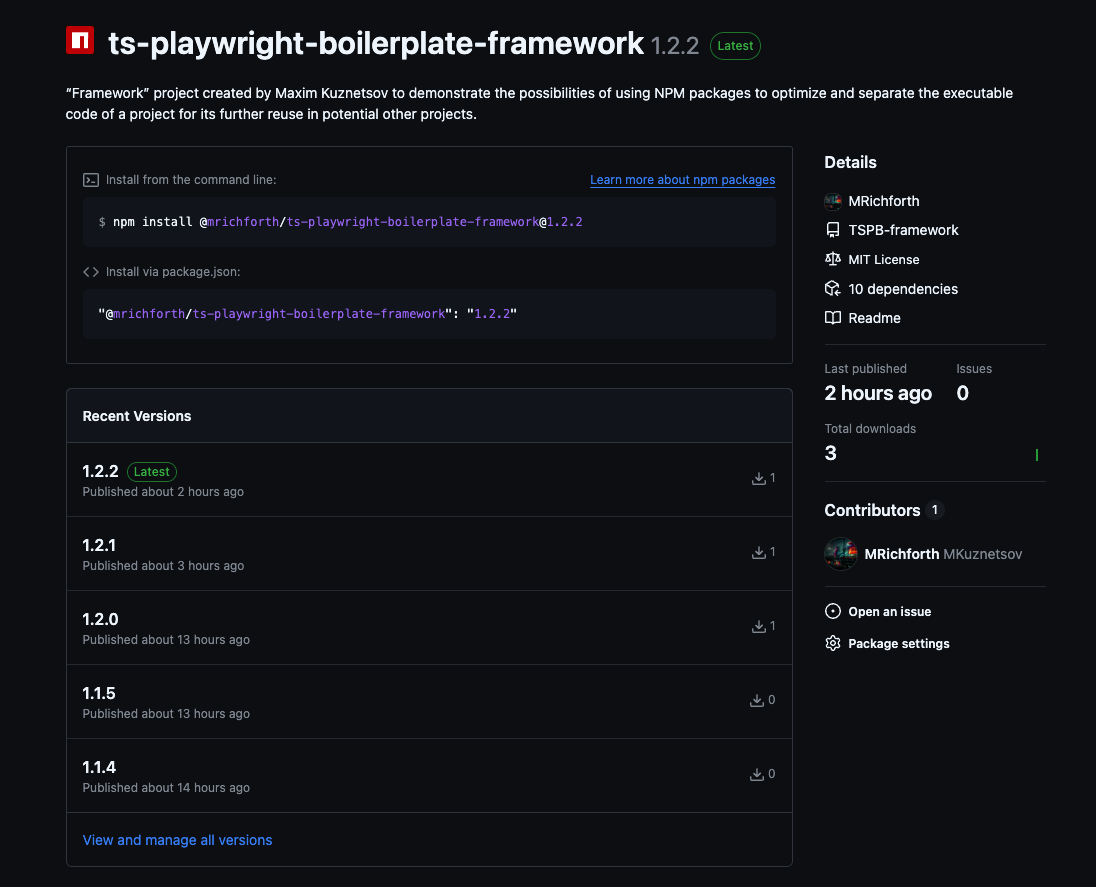 ts-playwright-boilerplate-framework 1.2.2 Latest
“Framework” project created by Maxim Kuznetsov to demonstrate the possibilities of using NPM packages to optimize and separate the executable
code of a project for its further reuse in potential other projects.
Install from the command line:
Learn more about npm packages
$ npm install @mrichforth/ts-playwright-boilerplate-framework@1.2.2
Install via package.json:
"@mrichforth/ts-playwright-boilerplate-framework": "1.2.2"
Recent Versions
1.2.2 Latest
Published about 2 hours ago
1
1.2.1
Published about 3 hours ago
1
1.2.0
Published about 13 hours ago
1
1.1.5
Published about 13 hours ago
0
1.1.4
Published about 14 hours ago
0
View and manage all versions
Details
MRichforth
TSPB-framework
MIT License
10 dependencies
Readme
Last published
2 hours ago
Issues
0
Total downloads
3
Contributors 1
MRichforth MKuznetsov
Open an issue
Package settings